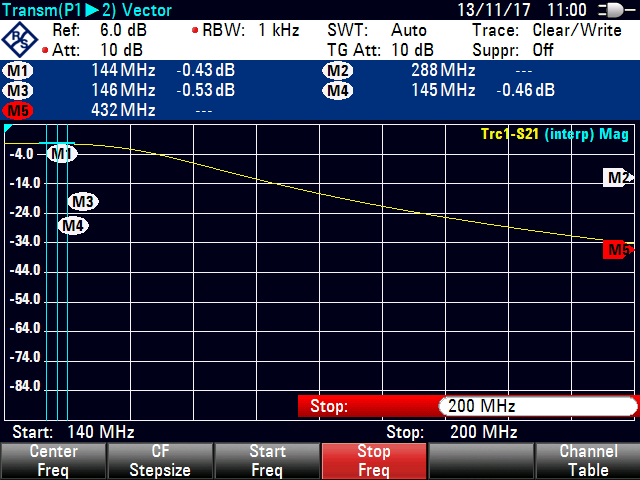 Transm(P1►2) Vector 13/11/17 11:00
Ref: 6.0 dB RBW: 1 kHz SWT: Auto Trace: Clear/Write
Att: 10 dB TG Att: 10 dB Suppr: Off
M1 144 MHz -0.43 dB M2 288 MHz ---
M3 146 MHz -0.53 dB M4 145 MHz -0.46 dB
M5 432 MHz ---
Trc1-S21 (interp) Mag
-4.0
M1
M2
-14.0
M3
-24.0
M4
-34.0
M5
-44.0
-54.0
-64.0
-74.0
-84.0
Stop: 200 MHz
Start: 140 MHz Stop: 200 MHz
Center Freq
CF Stepsize
Start Freq
Stop Freq
Channel Table